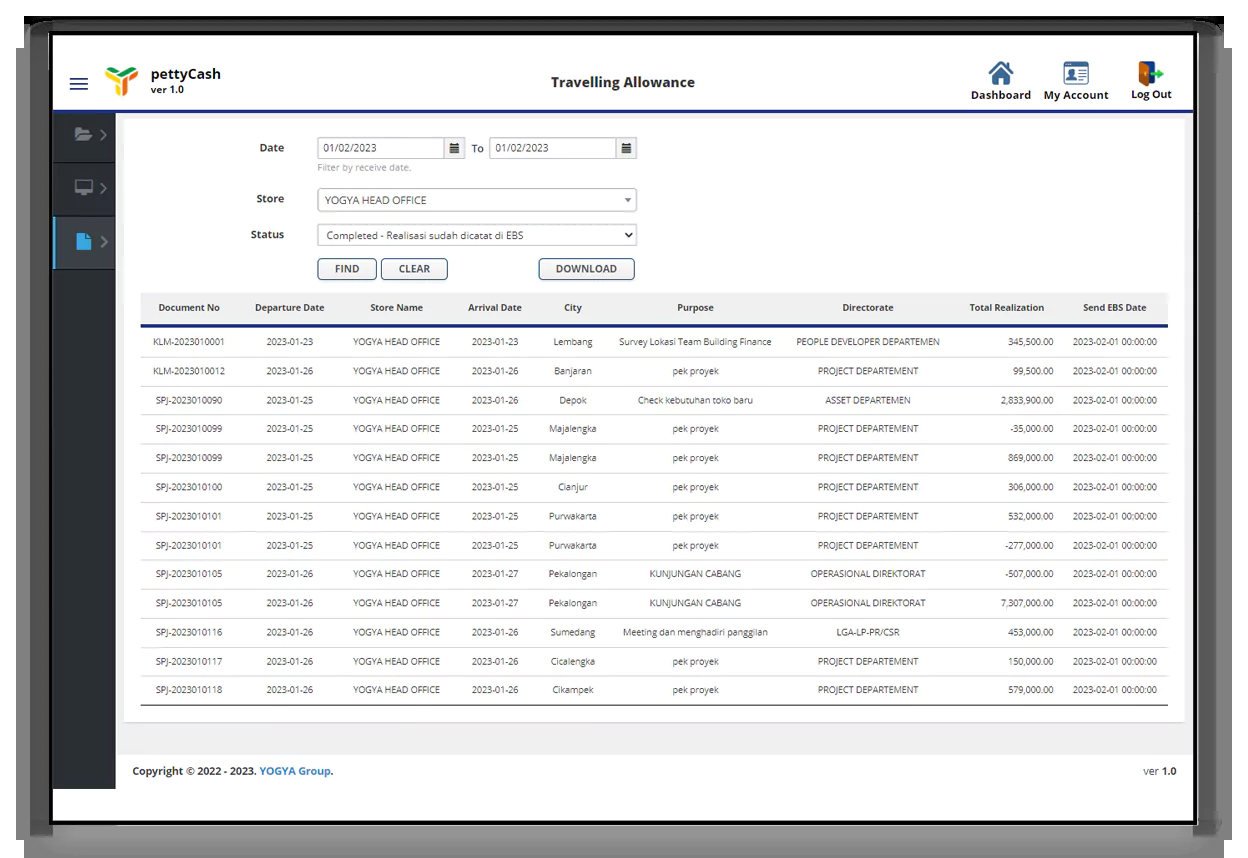 pettyCash
ver 1.0
Travelling Allowance
Dashboard My Account Log Out
Date 01/02/2023 To 01/02/2023
Filter by receive date.
Store YOGYA HEAD OFFICE
Status Completed - Realisasi sudah dicatat di EBS
FIND CLEAR DOWNLOAD
Document No Departure Date Store Name Arrival Date City Purpose Directorate Total Realization Send EBS Date
KLM-2023010001 2023-01-23 YOGYA HEAD OFFICE 2023-01-23 Lembang Survey Lokasi Team Building Finance PEOPLE DEVELOPER DEPARTEMEN 345,500.00 2023-02-01 00:00:00
KLM-2023010012 2023-01-26 YOGYA HEAD OFFICE 2023-01-26 Banjaran pek proyek PROJECT DEPARTEMENT 99,500.00 2023-02-01 00:00:00
SPJ-2023010090 2023-01-25 YOGYA HEAD OFFICE 2023-01-26 Depok Check kebutuhan toko baru ASSET DEPARTEMEN 2,833,900.00 2023-02-01 00:00:00
SPJ-2023010099 2023-01-25 YOGYA HEAD OFFICE 2023-01-25 Majalengka pek proyek PROJECT DEPARTEMENT -35,000.00 2023-02-01 00:00:00
SPJ-2023010099 2023-01-25 YOGYA HEAD OFFICE 2023-01-25 Majalengka pek proyek PROJECT DEPARTEMENT 869,000.00 2023-02-01 00:00:00
SPJ-2023010100 2023-01-25 YOGYA HEAD OFFICE 2023-01-25 Cianjur pek proyek PROJECT DEPARTEMENT 306,000.00 2023-02-01 00:00:00
SPJ-2023010101 2023-01-25 YOGYA HEAD OFFICE 2023-01-25 Purwakarta pek proyek PROJECT DEPARTEMENT 532,000.00 2023-02-01 00:00:00
SPJ-2023010101 2023-01-25 YOGYA HEAD OFFICE 2023-01-25 Purwakarta pek proyek PROJECT DEPARTEMENT -277,000.00 2023-02-01 00:00:00
SPJ-2023010105 2023-01-26 YOGYA HEAD OFFICE 2023-01-27 Pekalongan KUNJUNGAN CABANG OPERASIONAL DIREKTORAT -507,000.00 2023-02-01 00:00:00
SPJ-2023010105 2023-01-26 YOGYA HEAD OFFICE 2023-01-27 Pekalongan KUNJUNGAN CABANG OPERASIONAL DIREKTORAT 7,307,000.00 2023-02-01 00:00:00
SPJ-2023010116 2023-01-26 YOGYA HEAD OFFICE 2023-01-26 Sumedang Meeting dan menghadiri panggilan LGA-LP-PR/CSR 453,000.00 2023-02-01 00:00:00
SPJ-2023010117 2023-01-26 YOGYA HEAD OFFICE 2023-01-26 Cicalengka pek proyek PROJECT DEPARTEMENT 150,000.00 2023-02-01 00:00:00
SPJ-2023010118 2023-01-26 YOGYA HEAD OFFICE 2023-01-26 Cikampek pek proyek PROJECT DEPARTEMENT 579,000.00 2023-02-01 00:00:00
Copyright © 2022 - 2023. YOGYA Group. ver 1.0